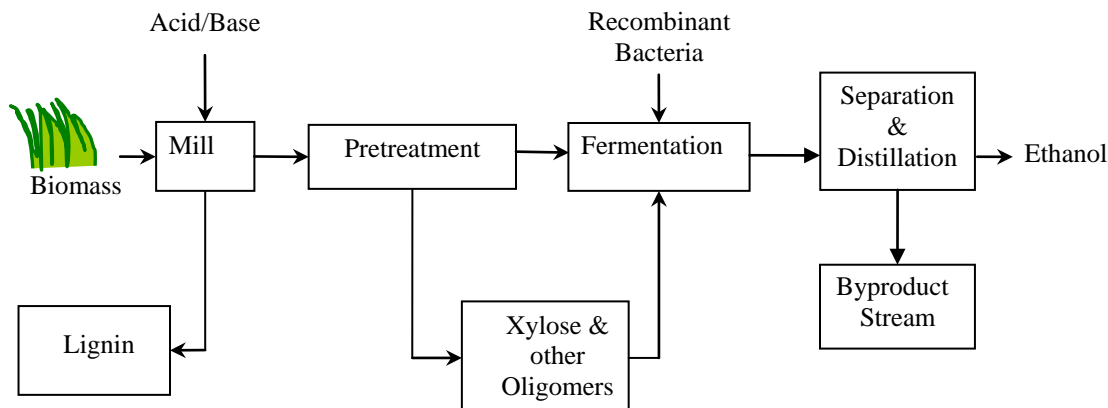 Acid/Base
Recombinant
Bacteria
Biomass
Mill
Pretreatment
Fermentation
Separation
&
Distillation
Ethanol
Lignin
Xylose &
other
Oligomers
Byproduct
Stream